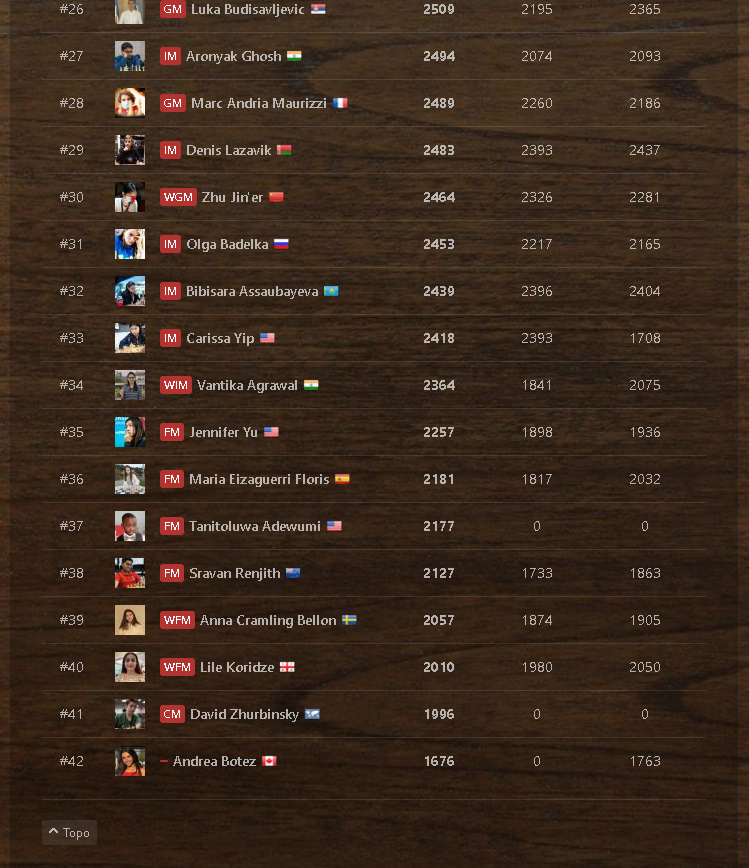 #26 GM Luka Budisavljevic 2509 2195 2365
#27 IM Aronyak Ghosh 2494 2074 2093
#28 GM Marc Andria Maurizzi 2489 2260 2186
#29 IM Denis Lazavik 2483 2393 2437
#30 WGM Zhu Jin'er 2464 2326 2281
#31 IM Olga Badelka 2453 2217 2165
#32 IM Bibisara Assaubayeva 2439 2396 2404
#33 IM Carissa Yip 2418 2393 1708
#34 WIM Vantika Agrawal 2364 1841 2075
#35 FM Jennifer Yu 2257 1898 1936
#36 FM Maria Eizaguerri Floris 2181 1817 2032
#37 FM Tanitoluwa Adewumi 2177 0 0
#38 FM Sravan Renjith 2127 1733 1863
#39 WFM Anna Cramling Bellon 2057 1874 1905
#40 WFM Lile Koridze 2010 1980 2050
#41 CM David Zhurbinsky 1996 0 0
#42 – Andrea Botez 1676 0 1763
Topo